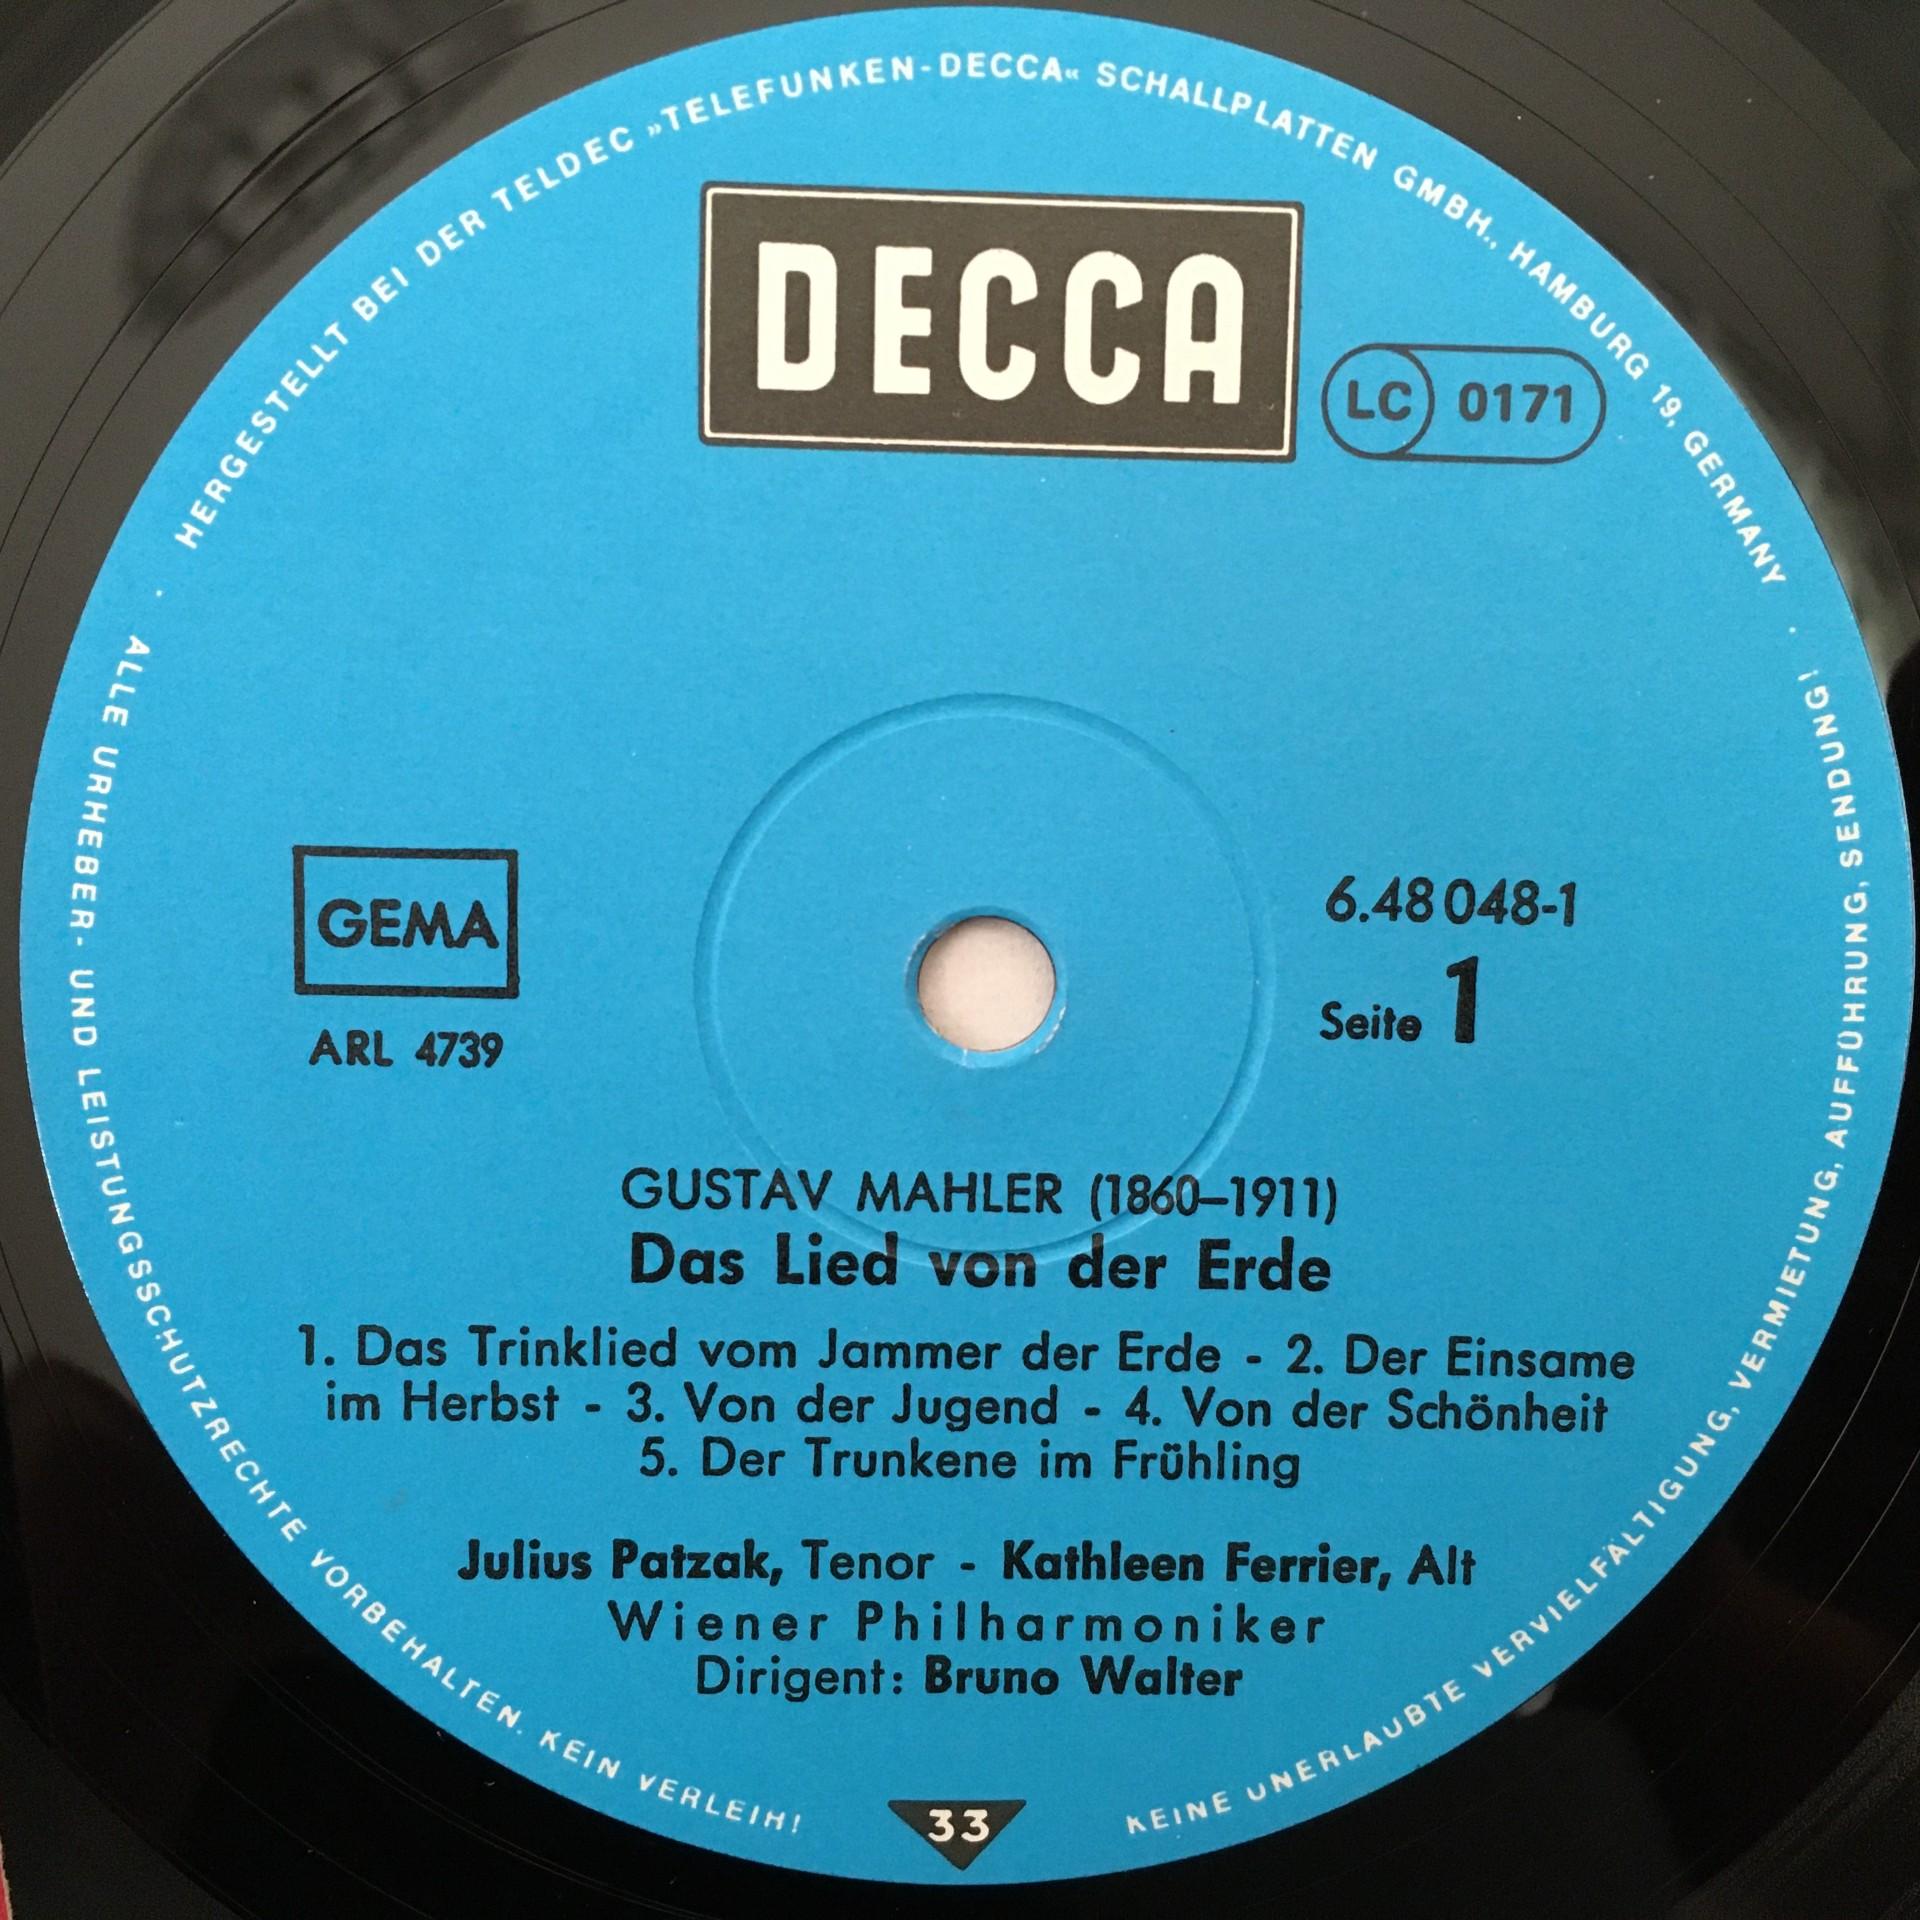 HERGESTELLT BEI DER TELDEC »TELEFUNKEN-DECCA« SCHALLPLATTEN GMBH., HAMBURG 19, GERMANY
DECCA
LC 0171
GEMA
ARL 4739
6.48048-1
Seite 1
GUSTAV MAHLER (1860–1911)
Das Lied von der Erde
1. Das Trinklied vom Jammer der Erde - 2. Der Einsame
im Herbst - 3. Von der Jugend - 4. Von der Schönheit
5. Der Trunkene im Frühling
Julius Patzak, Tenor - Kathleen Ferrier, Alt
Wiener Philharmoniker
Dirigent: Bruno Walter
33
ALLE URHEBER- UND LEISTUNGSSCHUTZRECHTE VORBEHALTEN. KEIN VERLEIH!
KEINE UNERLAUBTE VERVIELFÄLTIGUNG, VERMIETUNG, AUFFÜHRUNG, SENDUNG!